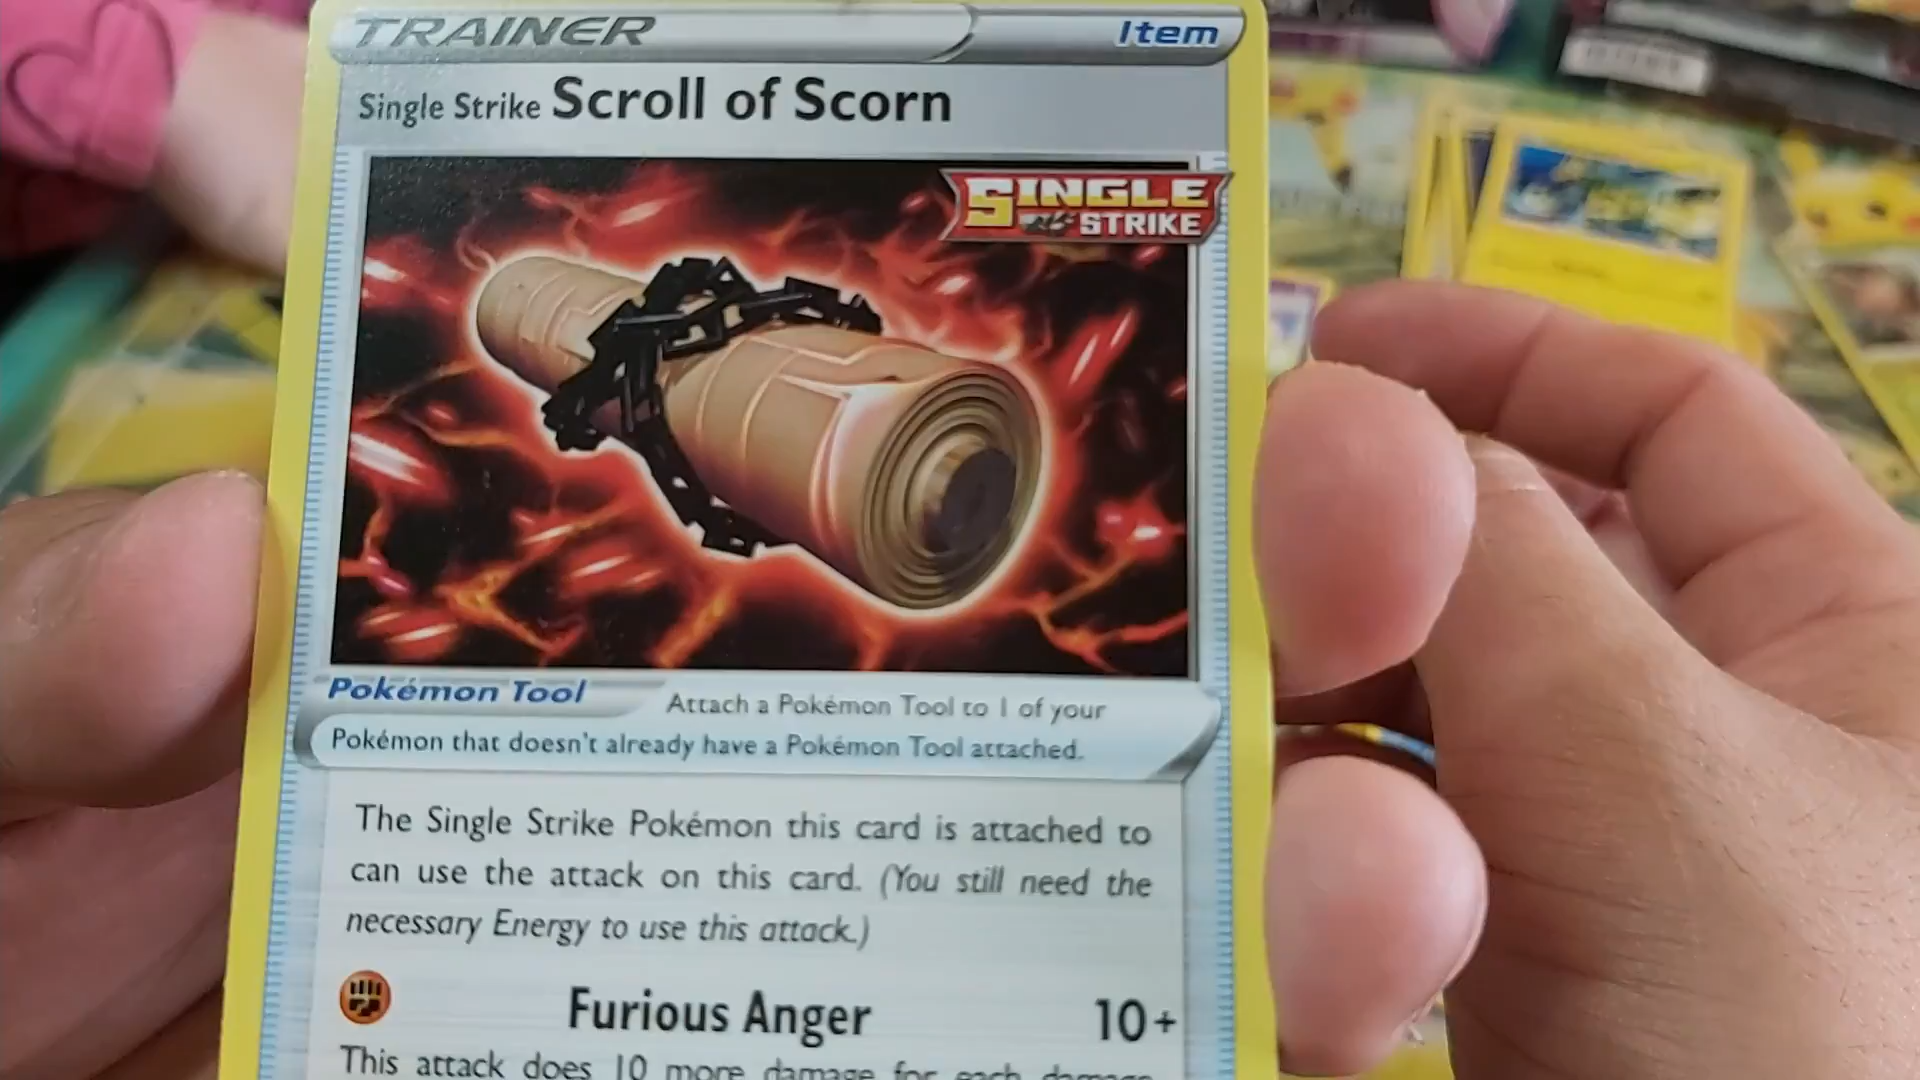 TRAINER Item
Single Strike Scroll of Scorn
SINGLE
STRIKE
Pokémon Tool Attach a Pokémon Tool to 1 of your
Pokémon that doesn't already have a Pokémon Tool attached.
The Single Strike Pokémon this card is attached to
can use the attack on this card. (You still need the
necessary Energy to use this attack.)
Furious Anger 10+
This attack does 10 more damage for each damage